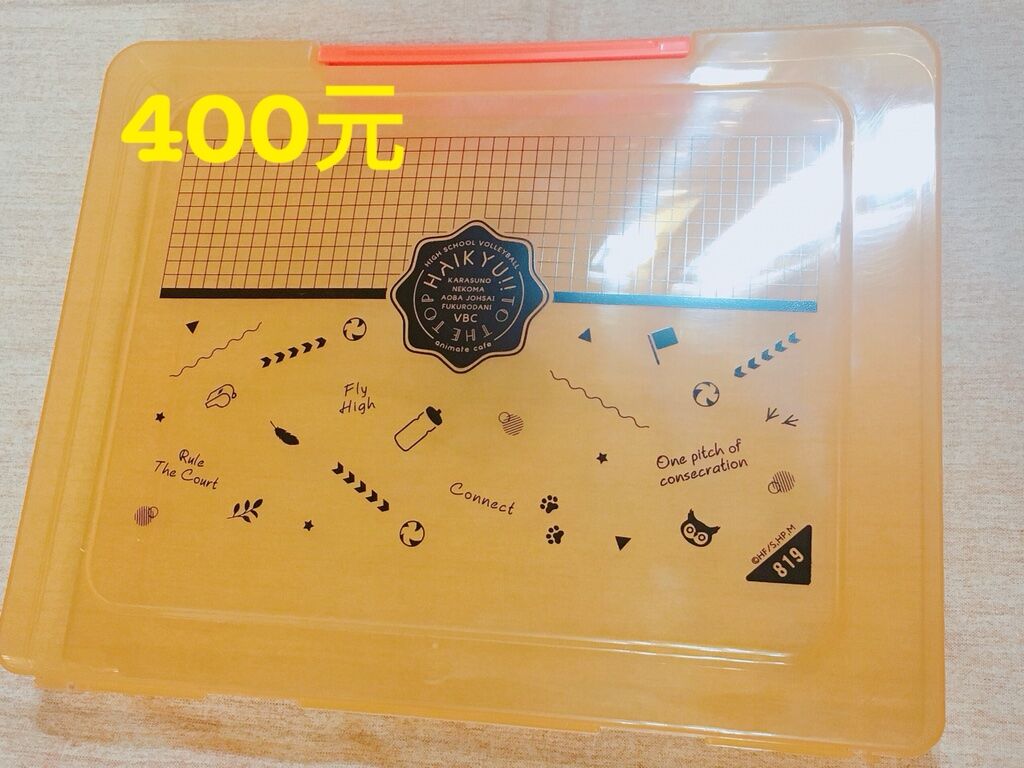 400元
HIGH SCHOOL VOLLEYBALL
HAIKYU!! TO THE TOP
KARASUNO
NEKOMA
AOBA JOHSAI
FUKURODANI
VBC
animate cafe
Fly
High
Rule
The Court
Connect
One pitch of
consecration
©HF/S,HP,M
819